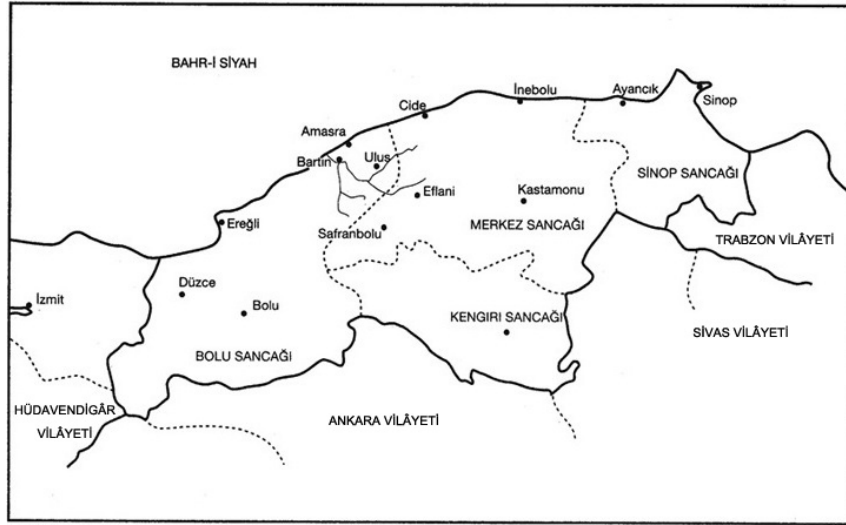 BAHR-İ SİYAH
İnebolu
Ayancık
Sinop
Cide
Amasra
Bartın
Ulus
SİNOP SANCAĞI
Eflani
Kastamonu
Ereğli
Safranbolu
MERKEZ SANCAĞI
TRABZON VİLÂYETİ
Düzce
İzmit
Bolu
KENGIRI SANCAĞI
SİVAS VİLÂYETİ
BOLU SANCAĞI
HÜDAVENDİGÂR
VİLÂYETİ
ANKARA VİLÂYETİ